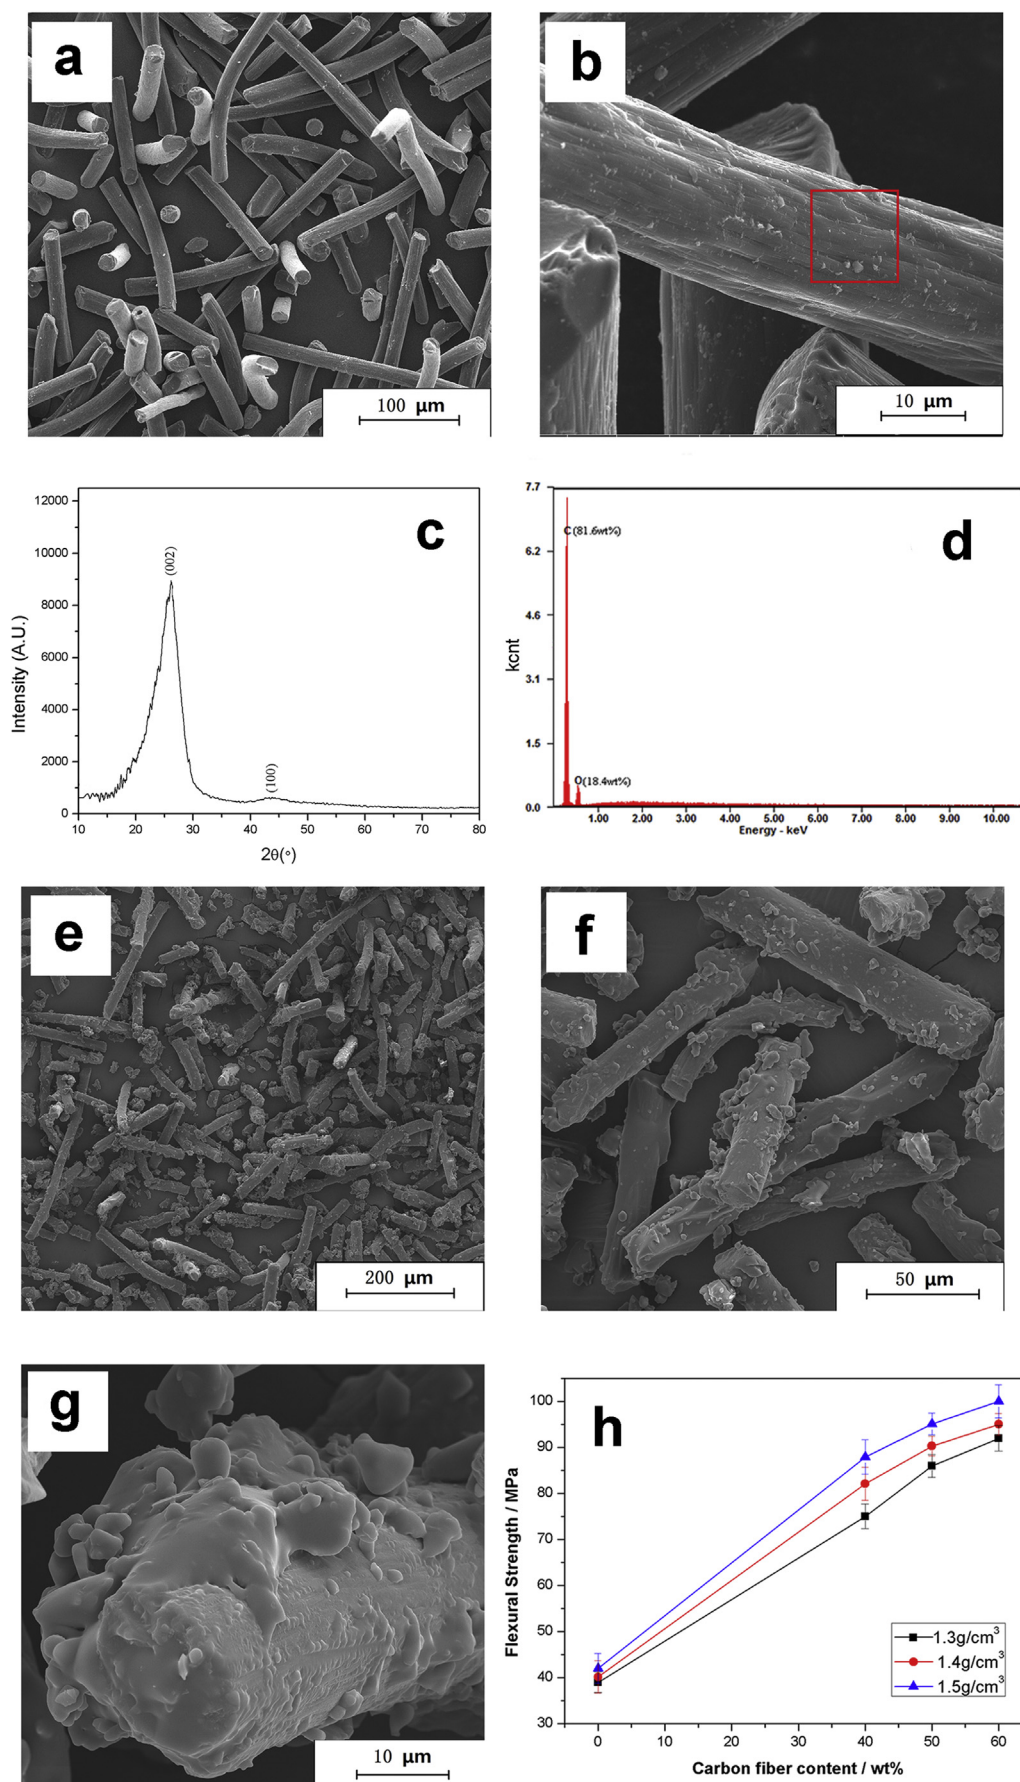 a
b
100 μm
10 μm
c
12000
10000
8000
6000
4000
2000
0
Intensity (A.U.)
(002)
(100)
10 20 30 40 50 60 70 80
2θ(°)
d
7.7
6.2
4.6
3.1
1.5
0.0
kcnt
C(81.6wt%)
O(18.4wt%)
1.00 2.00 3.00 4.00 5.00 6.00 7.00 8.00 9.00 10.00
Energy - keV
e
f
200 μm
50 μm
g
10 μm
h
100
90
80
70
60
50
40
30
Flexural Strength / MPa
1.3g/cm³
1.4g/cm³
1.5g/cm³
0 10 20 30 40 50 60
Carbon fiber content / wt%